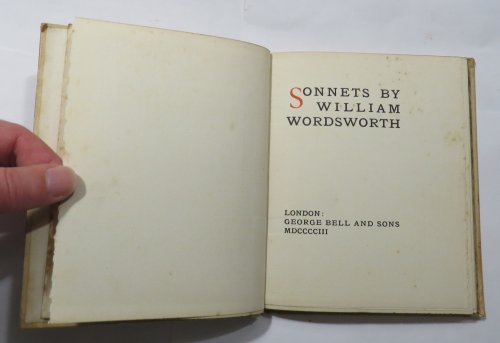 SONNETS BY
WILLIAM
WORDSWORTH
LONDON:
GEORGE BELL AND SONS
MDCCCCIII